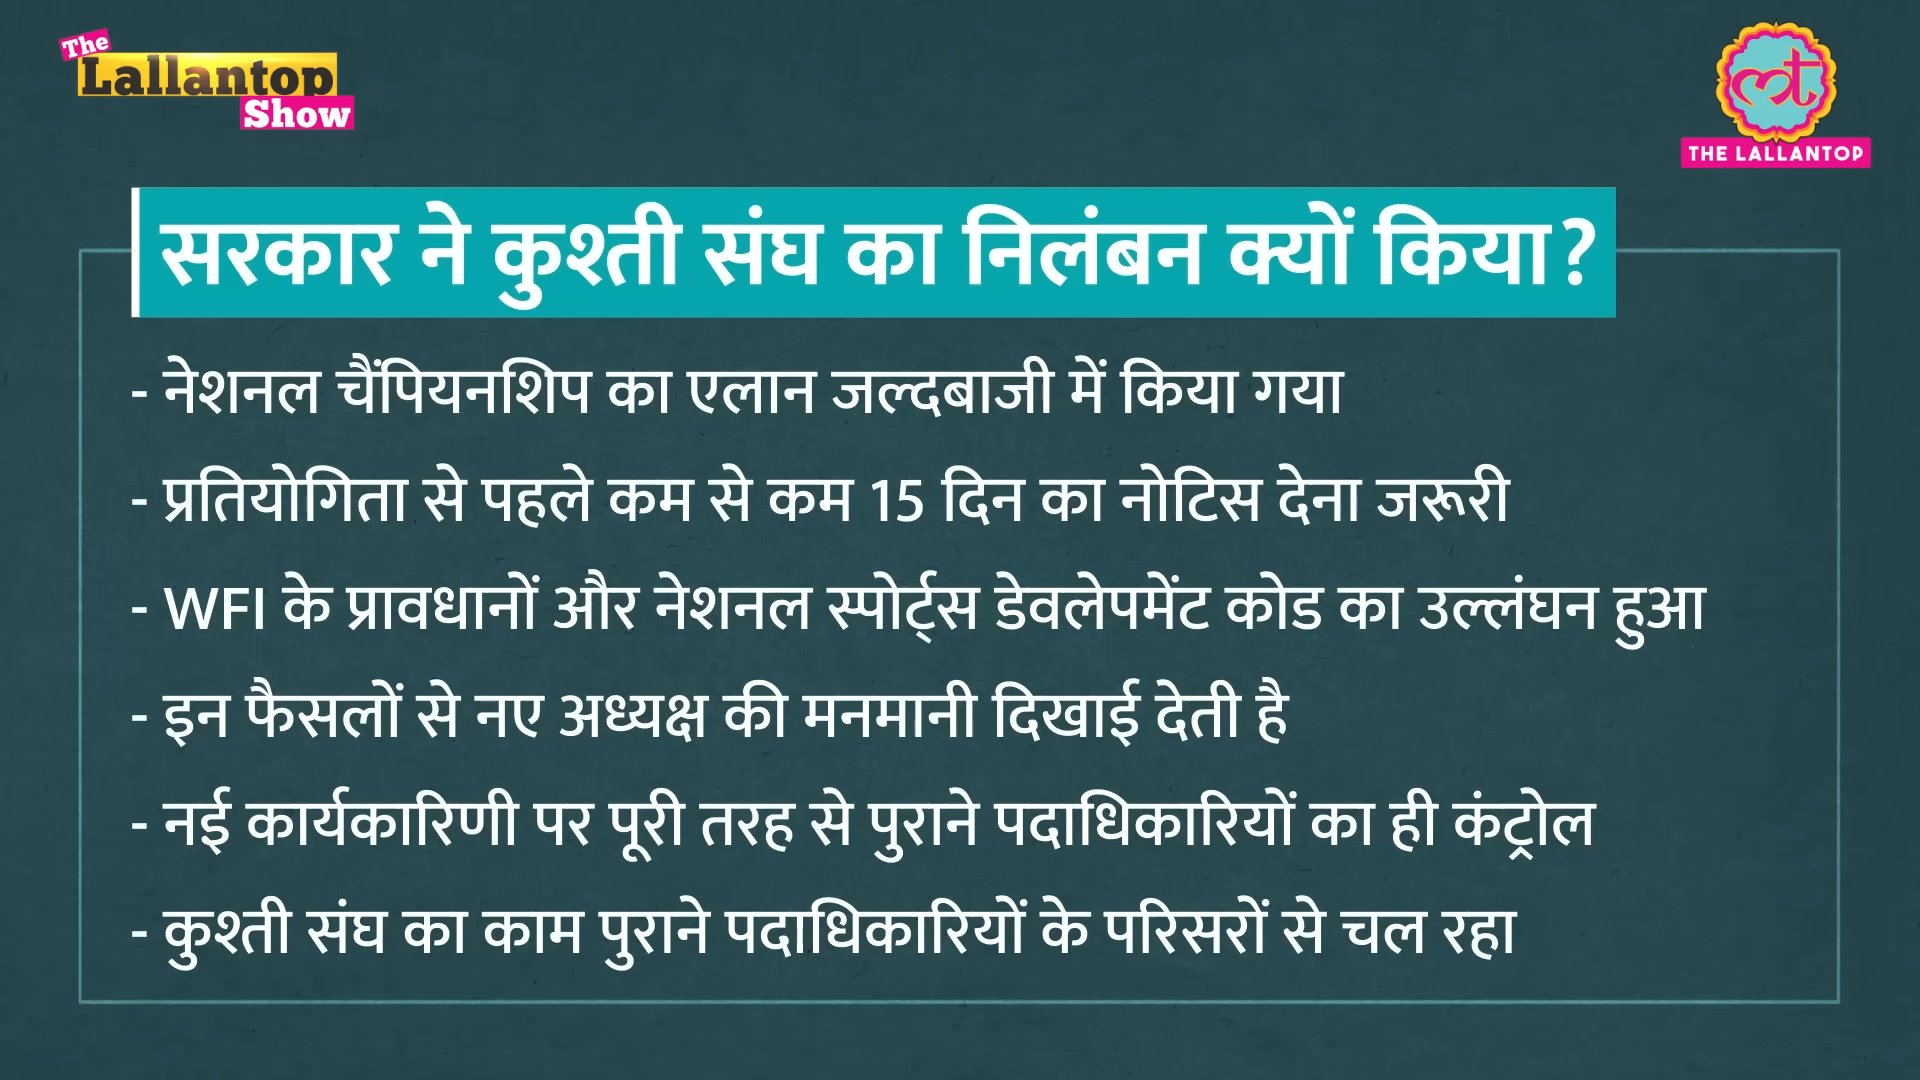 The
Lallantop
Show
THE LALLANTOP
सरकार ने कुश्ती संघ का निलंबन क्यों किया?
- नेशनल चैंपियनशिप का एलान जल्दबाजी में किया गया
- प्रतियोगिता से पहले कम से कम 15 दिन का नोटिस देना जरूरी
- WFI के प्रावधानों और नेशनल स्पोर्ट्स डेवलेपमेंट कोड का उल्लंघन हुआ
- इन फैसलों से नए अध्यक्ष की मनमानी दिखाई देती है
- नई कार्यकारिणी पर पूरी तरह से पुराने पदाधिकारियों का ही कंट्रोल
- कुश्ती संघ का काम पुराने पदाधिकारियों के परिसरों से चल रहा